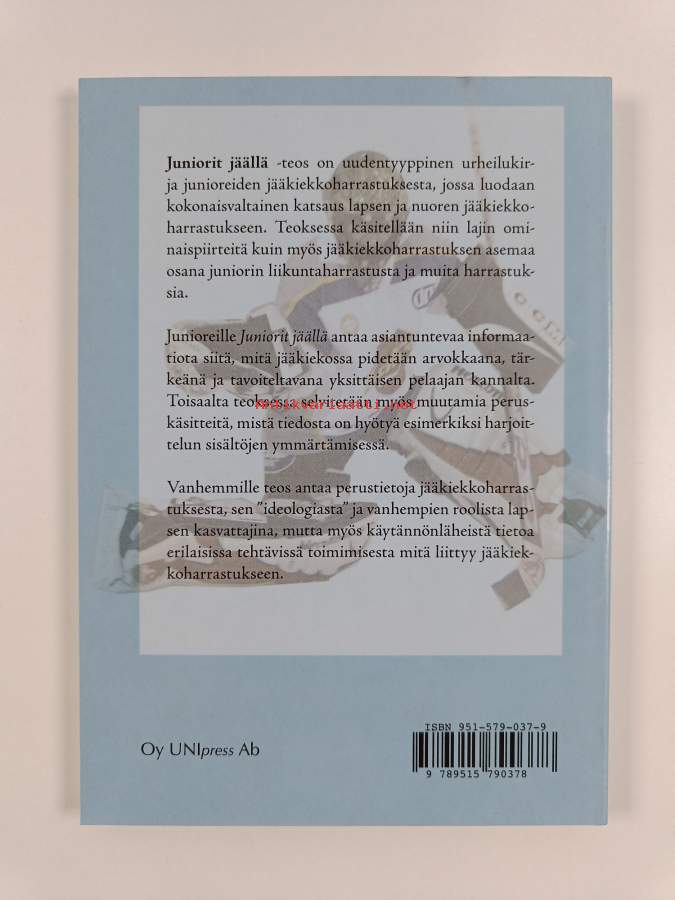 Juniorit jäällä -teos on uudentyyppinen urheilukir-
ja junioreiden jääkiekkoharrastuksesta, jossa luodaan
kokonaisvaltainen katsaus lapsen ja nuoren jääkiekko-
harrastukseen. Teoksessa käsitellään niin lajin omi-
naispiirteitä kuin myös jääkiekkoharrastuksen asemaa
osana juniorin liikuntaharrastusta ja muita harrastuk-
sia.
Junioreille Juniorit jäällä antaa asiantuntevaa informaa-
tiota siitä, mitä jääkiekossa pidetään arvokkaana, tär-
keänä ja tavoiteltavana yksittäisen pelaajan kannalta.
Toisaalta teoksessa selvitetään myös muutamia perus-
Antikvariaatti.net
käsitteitä, mistä tiedosta on hyötyä esimerkiksi harjoit-
telun sisältöjen ymmärtämisessä.
Vanhemmille teos antaa perustietoja jääkiekkoharras-
tuksesta, sen "ideologiasta" ja vanhempien roolista lap-
sen kasvattajina, mutta myös käytännönläheistä tietoa
erilaisissa tehtävissä toimimisesta mitä liittyy jääkiek-
koharrastukseen.
ISBN 951-579-037-9
Oy UNIpress Ab
9 789515 790378